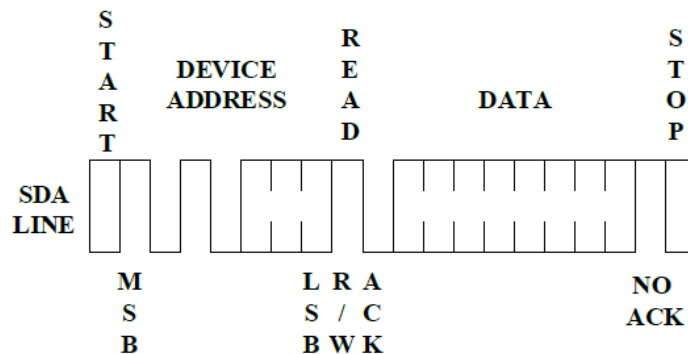 START
DEVICE
ADDRESS
READ
DATA
STOP
SDA
LINE
MSB
LSB
R/W
ACK
NO
ACK